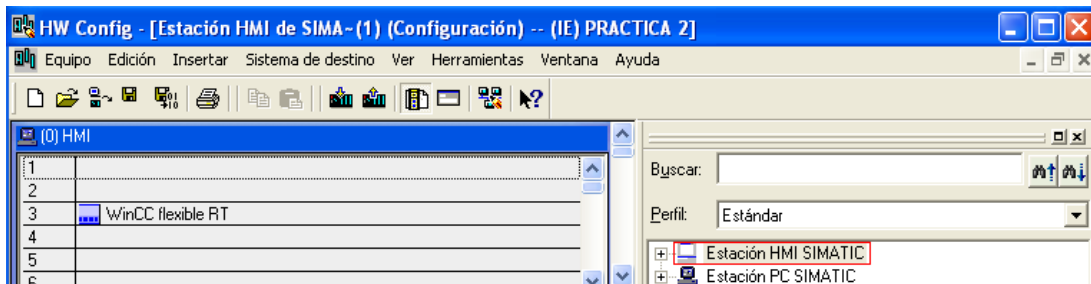 HW Config - [Estación HMI de SIMA~(1) (Configuración) -- (IE) PRACTICA 2]
Equipo Edición Insertar Sistema de destino Ver Herramientas Ventana Ayuda
(0) HMI
1
2
3 WinCC flexible RT
4
5
Buscar:
Perfil: Estándar
Estación HMI SIMATIC
Estación PC SIMATIC